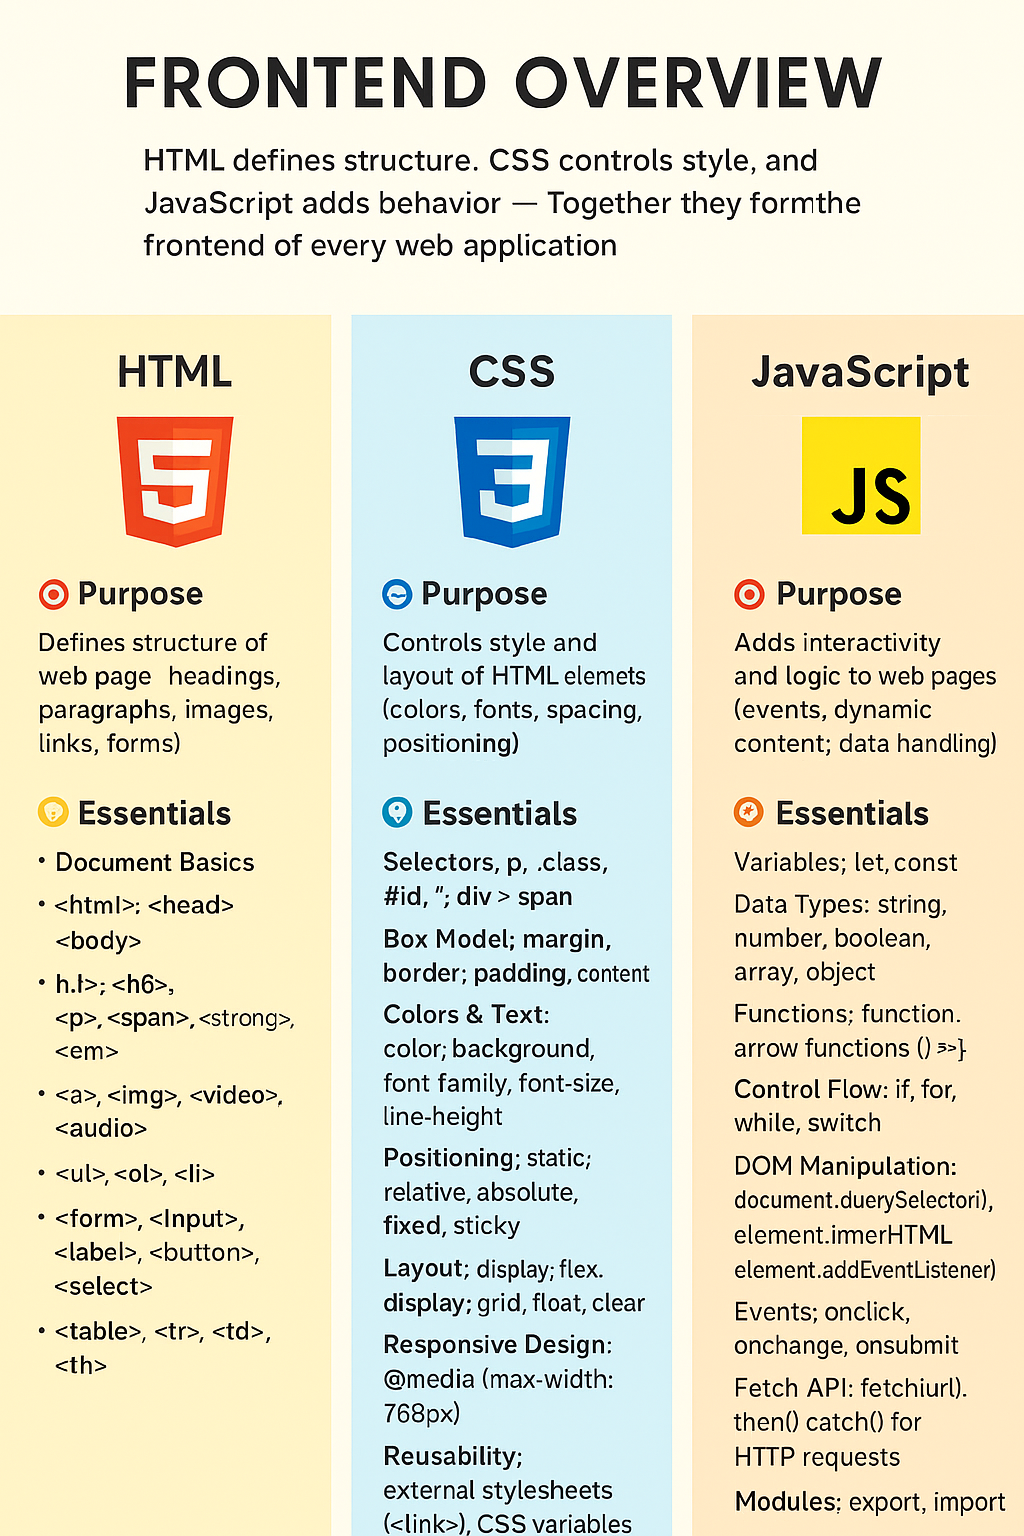 FRONTEND OVERVIEW
HTML defines structure. CSS controls style, and
JavaScript adds behavior — Together they formthe
frontend of every web application
HTML
5
Purpose
Defines structure of
web page headings,
paragraphs, images,
links, forms)
Essentials
• Document Basics
• <html>: <head>
<body>
• h.ł>; <h6>,
<p>, <span>, <strong>,
<em>
• <a>, <img>, <video>,
<audio>
• <ul>, <ol>, <li>
• <form>, <Input>,
<label>, <button>,
<select>
• <table>, <tr>, <td>,
<th>
CSS
3
Purpose
Controls style and
layout of HTML elemets
(colors, fonts, spacing,
positioning)
Essentials
Selectors, p, .class,
#id, "; div > span
Box Model; margin,
border; padding, content
Colors & Text:
color; background,
font family, font-size,
line-height
Positioning; static;
relative, absolute,
fixed, sticky
Layout; display; flex.
display; grid, float, clear
Responsive Design:
@media (max-width:
768px)
Reusability;
external stylesheets
(<link>), CSS variables
JavaScript
JS
Purpose
Adds interactivity
and logic to web pages
(events, dynamic
content; data handling)
Essentials
Variables; let, const
Data Types: string,
number, boolean,
array, object
Functions; function.
arrow functions ()
Control Flow: if, for,
while, switch
DOM Manipulation:
document.duerySelectori),
element.imerHTML
element.addEventListener)
Events; onclick,
onchange, onsubmit
Fetch API: fetchiurl).
then() catch() for
HTTP requests
Modules; export, import